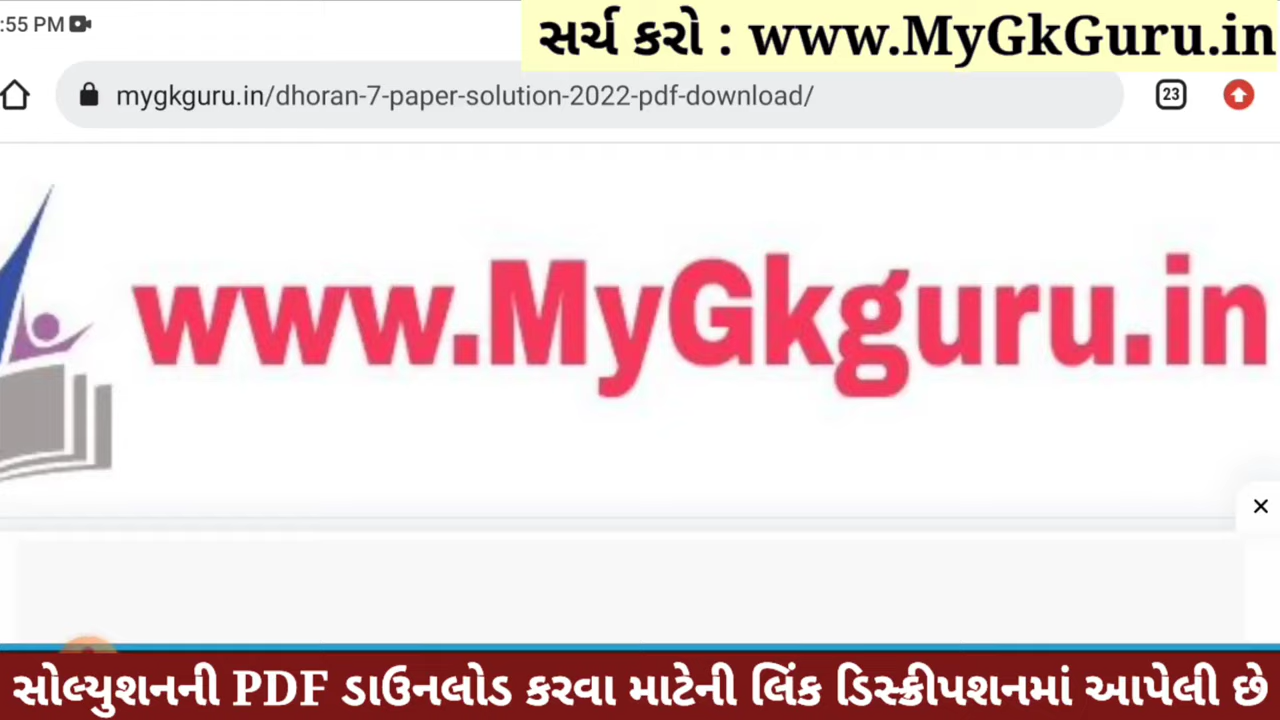 :55 PM
સર્ચ કરો : www.MyGkGuru.in
mygkguru.in/dhoran-7-paper-solution-2022-pdf-download/
23
www.MyGkguru.in
સોલ્યુશનની PDF ડાઉનલોડ કરવા માટેની લિંક ડિસ્ક્રીપશનમાં આપેલી છે